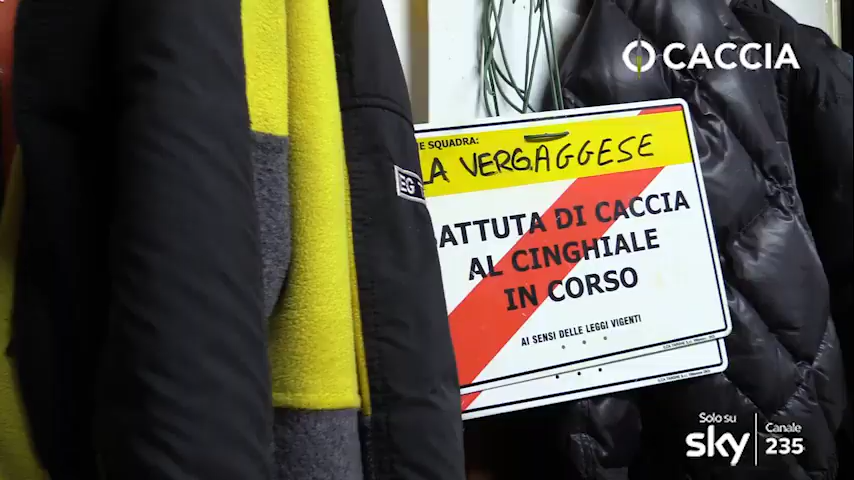 CACCIA
E SQUADRA:
LA VERGAGGESE
ATTUTA DI CACCIA
AL CINGHIALE
IN CORSO
AI SENSI DELLE LEGGI VIGENTI
Solo su
sky
Canale
235